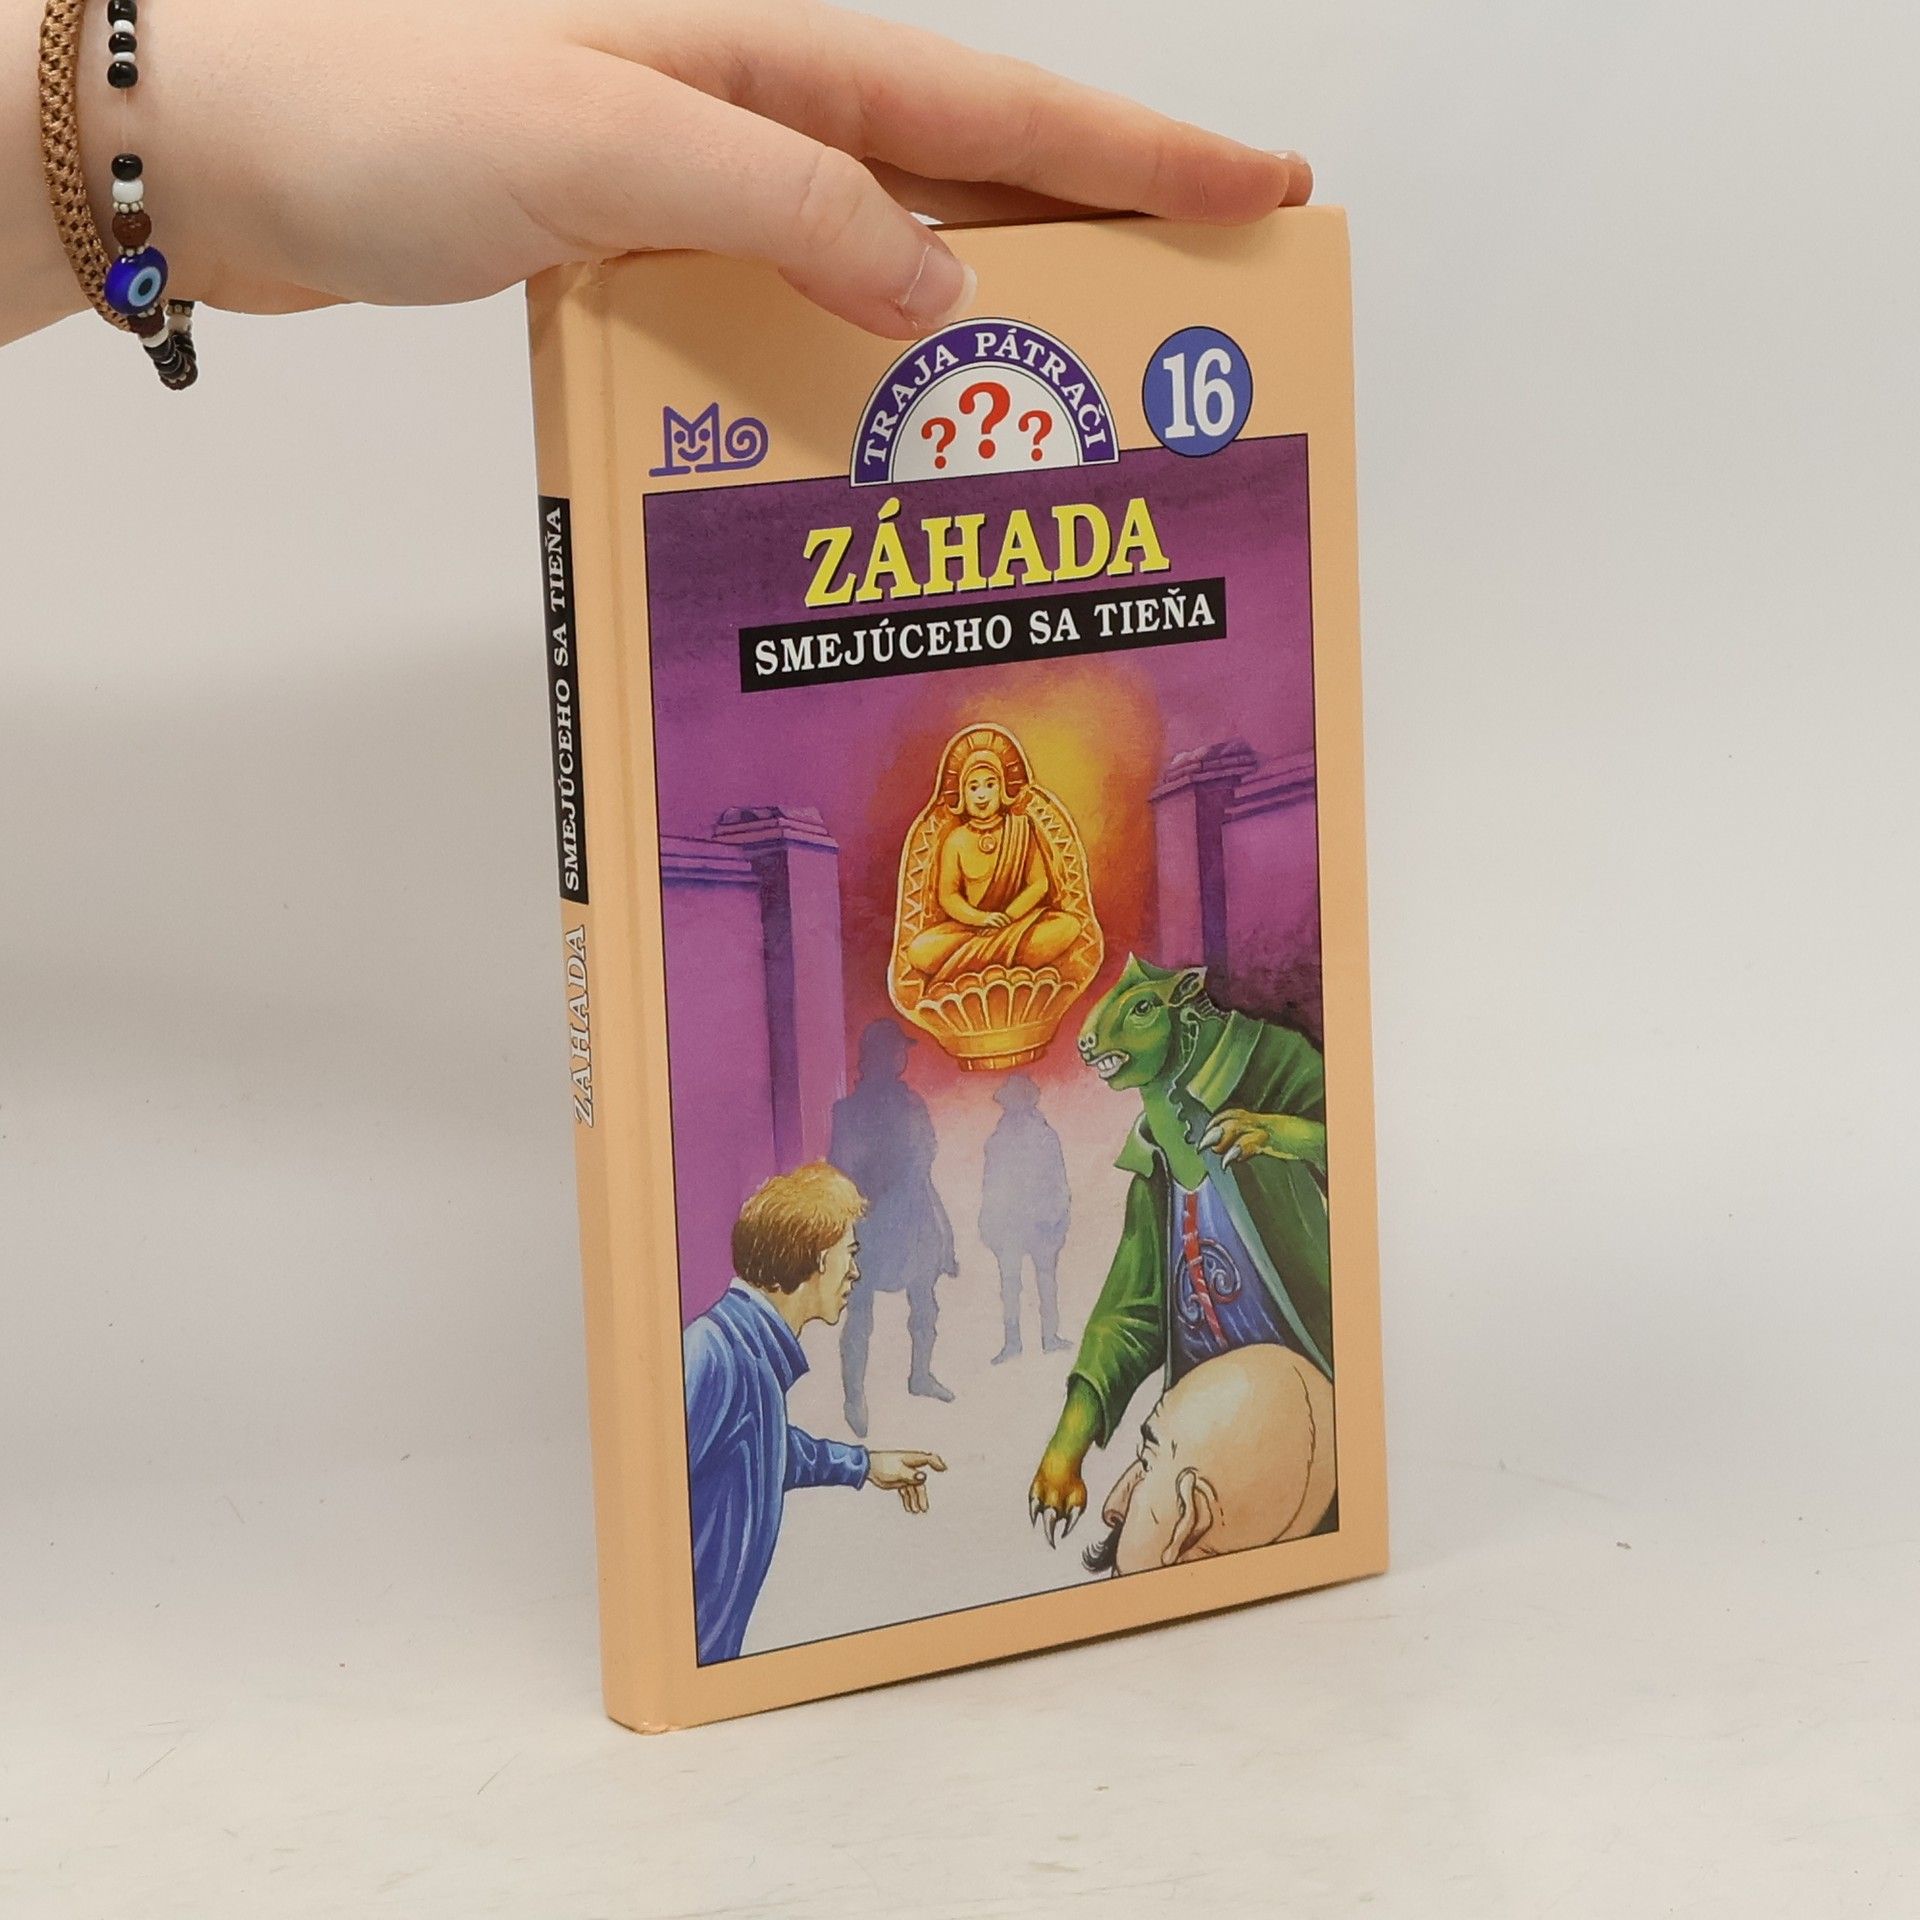 TRAJA PÁTRAČI
? ? ?
16
ZÁHADA
SMEJÚCEHO SA TIEŇA
ZÁHADA SMEJÚCEHO SA TIEŇA